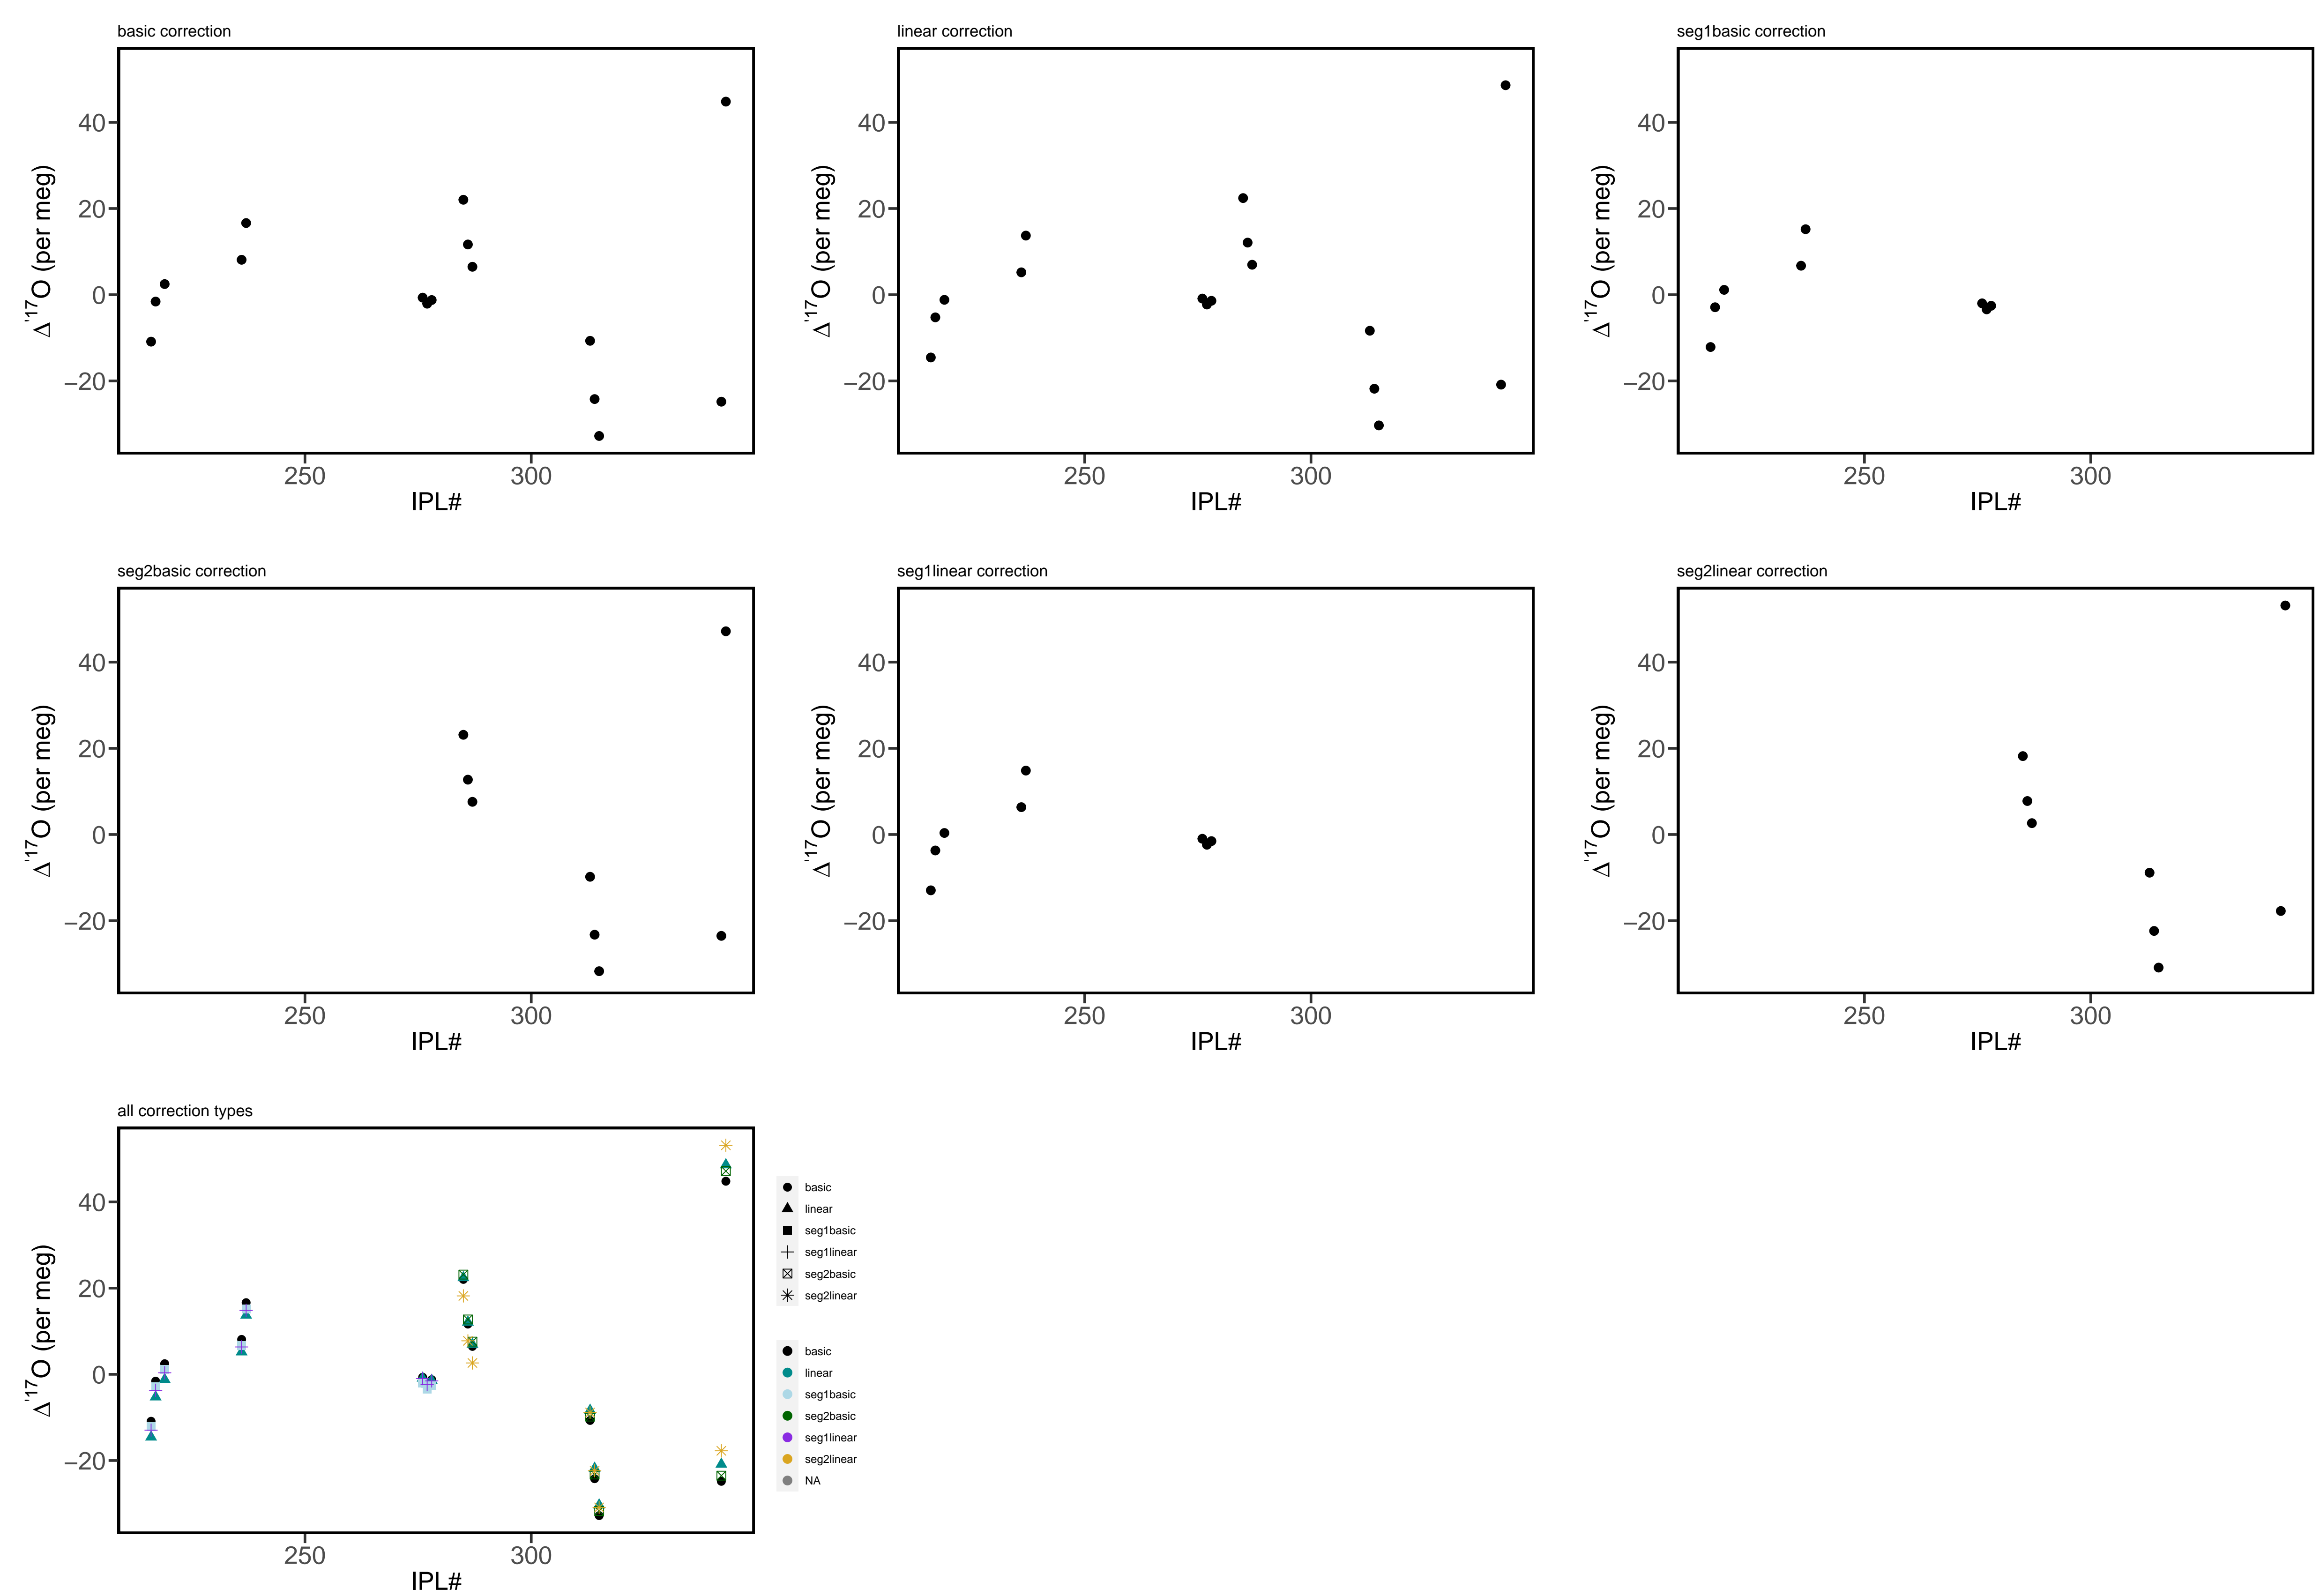 basic correction
40
20
0
−20
Δ'17O (per meg)
250 300
IPL#
linear correction
40
20
0
−20
Δ'17O (per meg)
250 300
IPL#
seg1basic correction
40
20
0
−20
Δ'17O (per meg)
250 300
IPL#
seg2basic correction
40
20
0
−20
Δ'17O (per meg)
250 300
IPL#
seg1linear correction
40
20
0
−20
Δ'17O (per meg)
250 300
IPL#
seg2linear correction
40
20
0
−20
Δ'17O (per meg)
250 300
IPL#
all correction types
40
20
0
−20
Δ'17O (per meg)
250 300
IPL#
basic
linear
seg1basic
seg1linear
seg2basic
seg2linear
basic
linear
seg1basic
seg2basic
seg1linear
seg2linear
NA